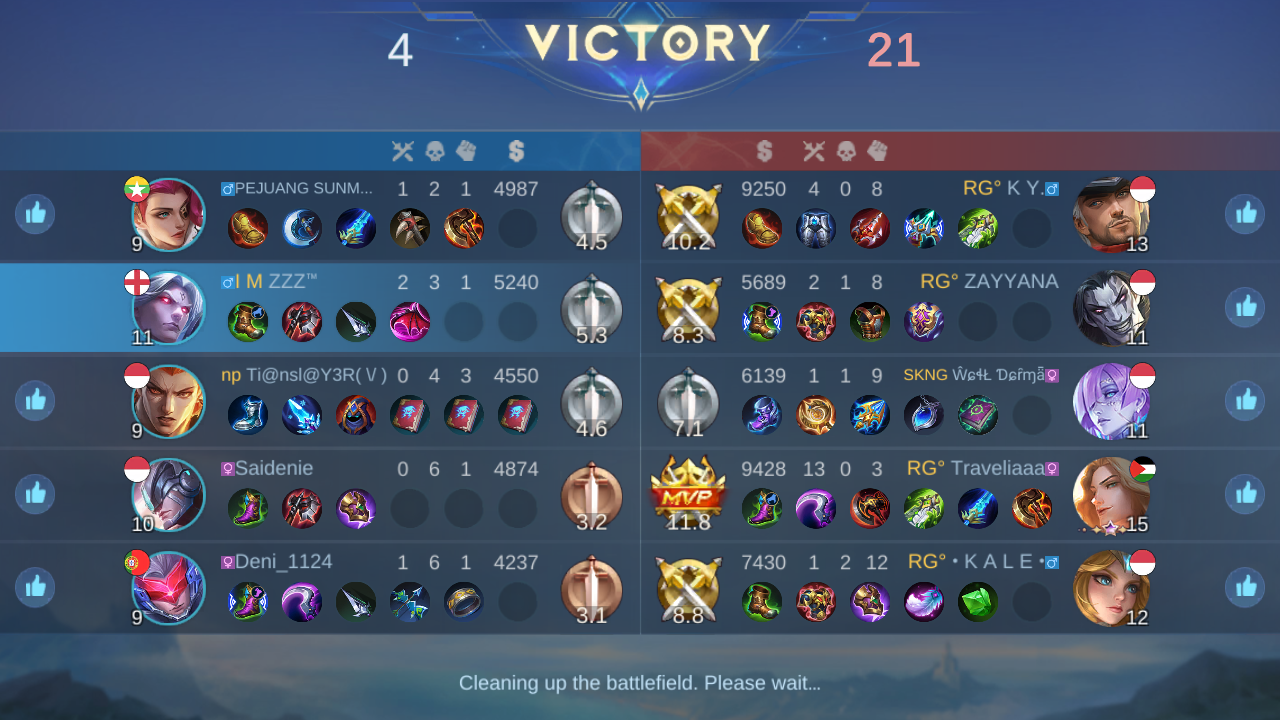 4 VICTORY 21
PEJUANG SUNM... 1 2 1 4987
9 4.5
9250 4 0 8 RG° K Y.
10.2 13
I M ZZZ™ 2 3 1 5240
11 5.3
5689 2 1 8 RG° ZAYYANA
8.3 11
np Ti@nsl@Y3R( \/ ) 0 4 3 4550
9 4.6
6139 1 1 9 SKNG
7.1 11
Saidenie 0 6 1 4874
10 3.2
9428 13 0 3 RG° Traveliaaa
MVP
11.8 15
Deni_1124 1 6 1 4237
9 3.1
7430 1 2 12 RG° • K A L E •
8.8 12
Cleaning up the battlefield. Please wait...